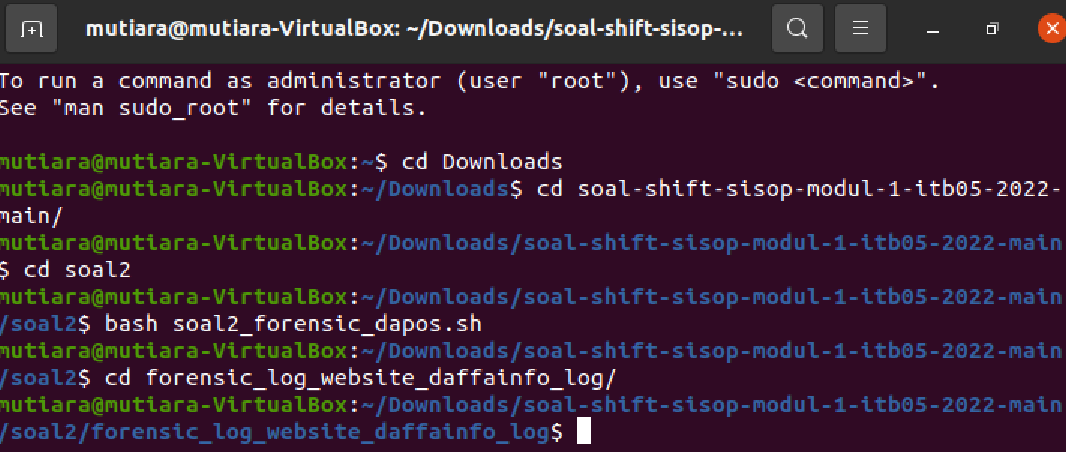 mutiara@mutiara-VirtualBox: ~/Downloads/soal-shift-sisop-...
To run a command as administrator (user "root"), use "sudo <command>".
See "man sudo_root" for details.
mutiara@mutiara-VirtualBox:~$ cd Downloads
mutiara@mutiara-VirtualBox:~/Downloads$ cd soal-shift-sisop-modul-1-itb05-2022-
main/
mutiara@mutiara-VirtualBox:~/Downloads/soal-shift-sisop-modul-1-itb05-2022-main
$ cd soal2
mutiara@mutiara-VirtualBox:~/Downloads/soal-shift-sisop-modul-1-itb05-2022-main
/soal2$ bash soal2_forensic_dapos.sh
mutiara@mutiara-VirtualBox:~/Downloads/soal-shift-sisop-modul-1-itb05-2022-main
/soal2$ cd forensic_log_website_daffainfo_log/
mutiara@mutiara-VirtualBox:~/Downloads/soal-shift-sisop-modul-1-itb05-2022-main
/soal2/forensic_log_website_daffainfo_log$